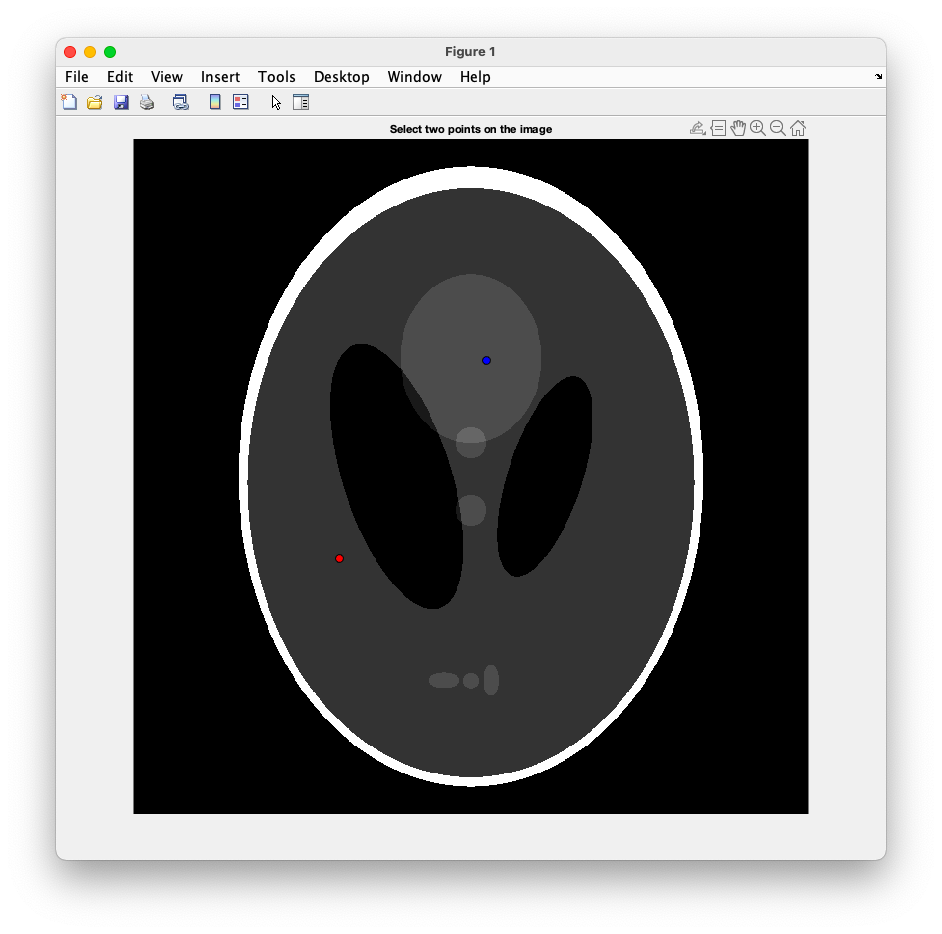 Figure 1
File Edit View Insert Tools Desktop Window Help
Select two points on the image